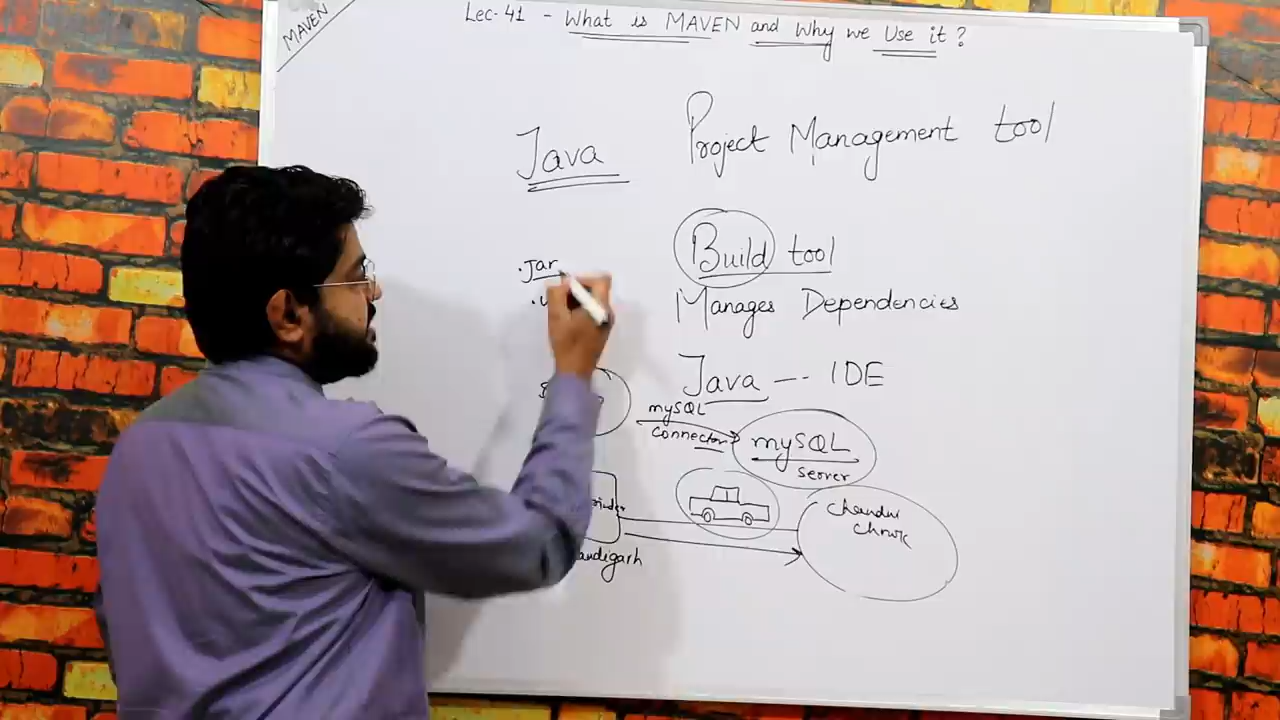 MAVEN
Lec-41 - What is MAVEN and Why we Use it?
Java
Project Management tool
Build tool
.jar
Manages Dependencies
Java -- IDE
mySQL
connector
mySQL
server
Chandni
Chowk